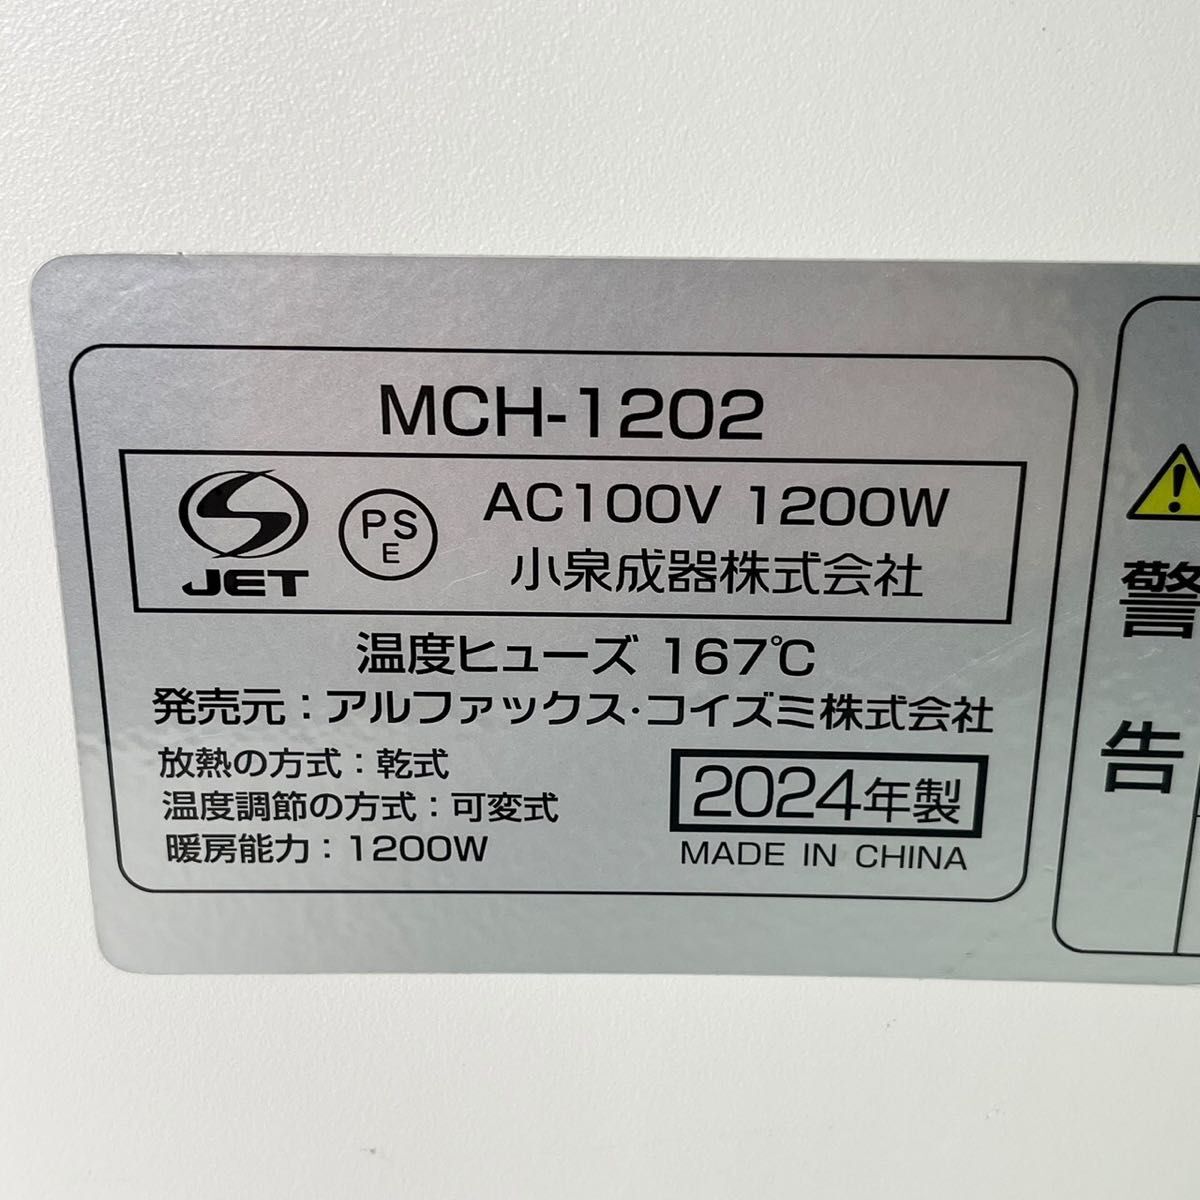 MCH-1202
JET
PS
E
AC100V 1200W
小泉成器株式会社
温度ヒューズ 167℃
発売元：アルファックス・コイズミ株式会社
放熱の方式：乾式
温度調節の方式：可変式
暖房能力：1200W
2024年製
MADE IN CHINA
警
告